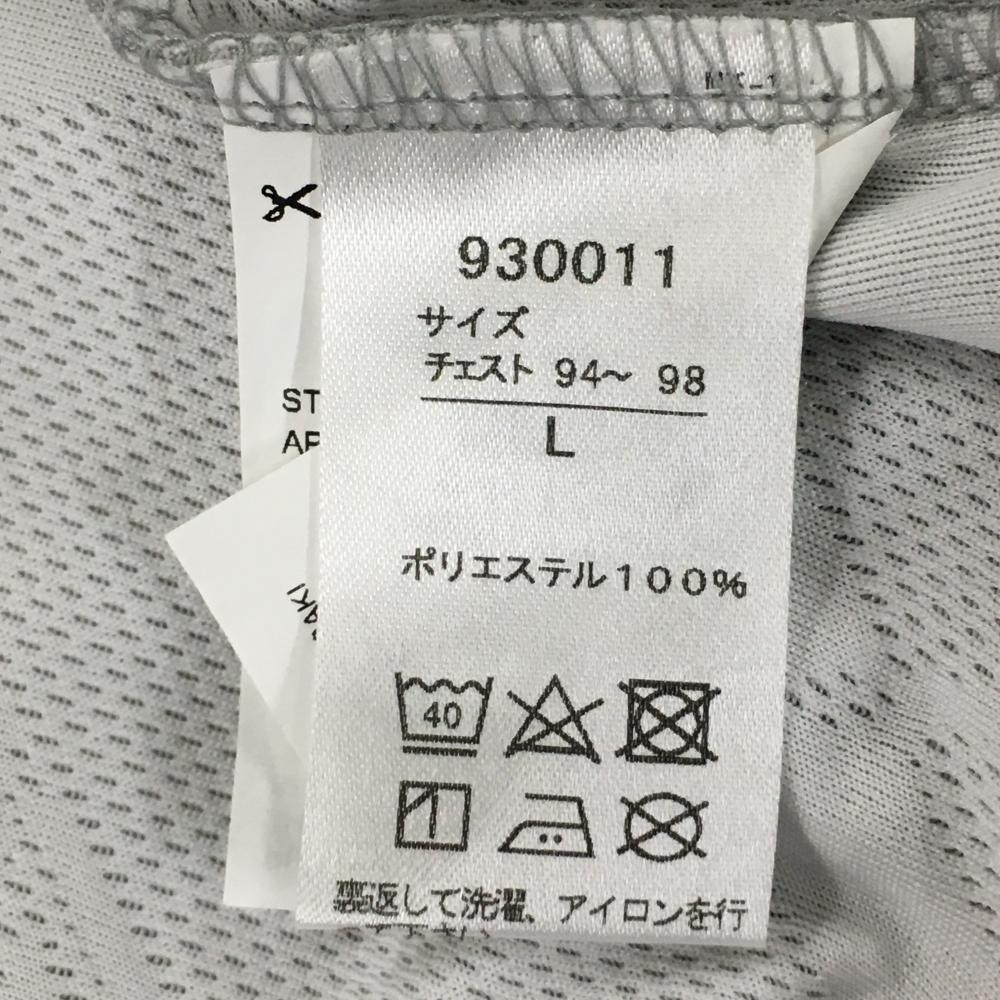 930011
サイズ
チェスト 94～ 98
L
ポリエステル100%
40
裏返して洗濯、アイロンを行
ST
AP